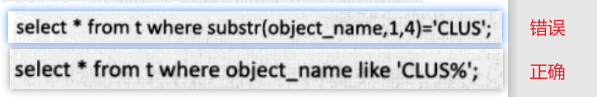 select * from t where substr(object_name,1,4)='CLUS'; 错误
select * from t where object_name like 'CLUS%'; 正确